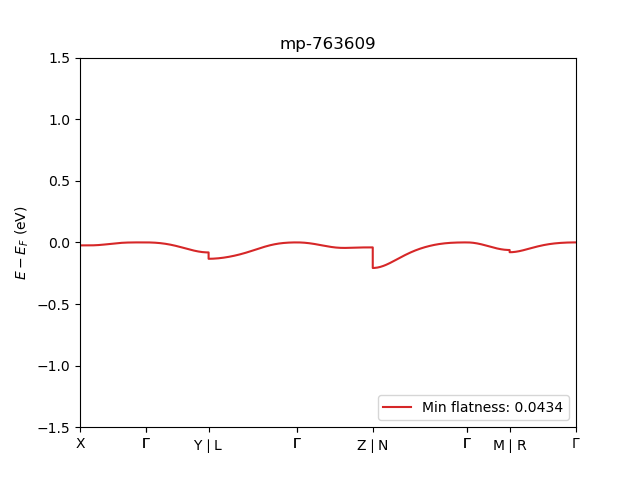 mp-763609
E − E_F (eV)
1.5
1.0
0.5
0.0
−0.5
−1.0
−1.5
Min flatness: 0.0434
X Γ Y | L Γ Z | N Γ M | R Γ